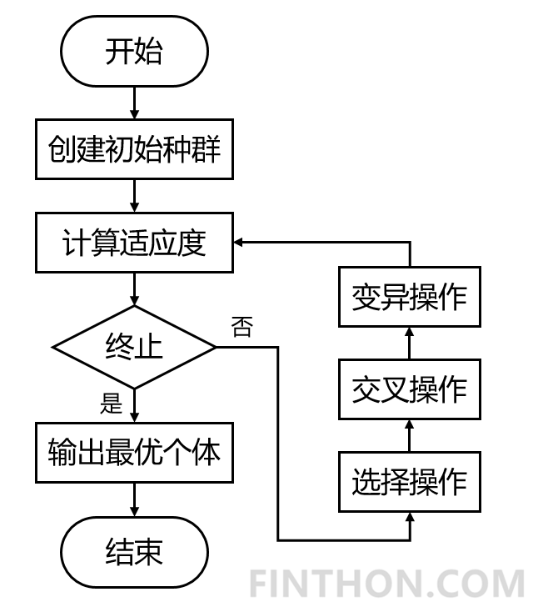 开始
创建初始种群
计算适应度
终止
否
是
输出最优个体
结束
变异操作
交叉操作
选择操作
FINTHON.COM